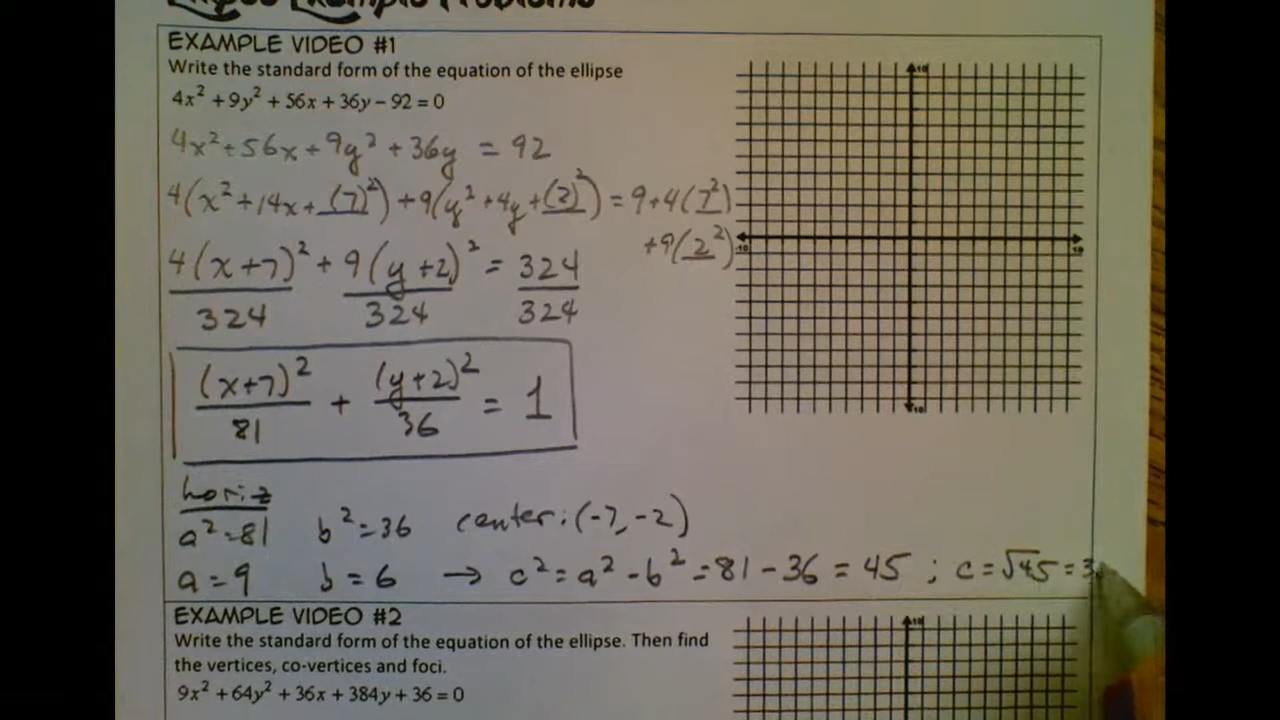 Ellipse Example Problems
EXAMPLE VIDEO #1
Write the standard form of the equation of the ellipse
4x² + 9y² + 56x + 36y − 92 = 0
4x² + 56x + 9y² + 36y = 92
4(x² + 14x + (7)²) + 9(y² + 4y + (2)²) = 9+4(7²)
+9(2²)
4(x+7)²/324 + 9(y+2)²/324 = 324/324
(x+7)²/81 + (y+2)²/36 = 1
horiz
a² = 81 b² = 36 center: (-7, -2)
a = 9 b = 6 → c² = a² - b² = 81 - 36 = 45 ; c = √45 = 3
EXAMPLE VIDEO #2
Write the standard form of the equation of the ellipse. Then find
the vertices, co-vertices and foci.
9x² + 64y² + 36x + 384y + 36 = 0